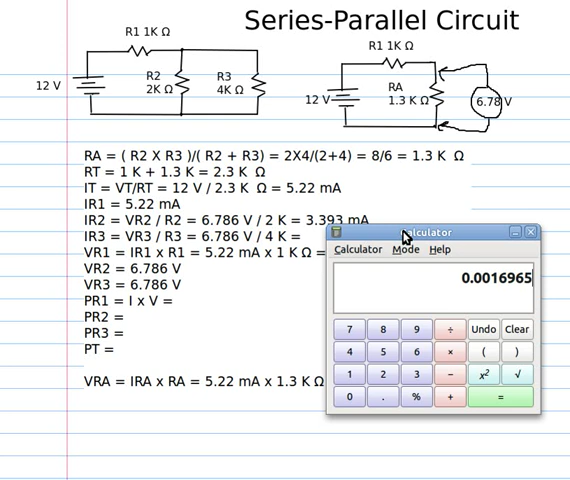 Series-Parallel Circuit
R1 1K Ω
R2
2K Ω
R3
4K Ω
12 V
R1 1K Ω
RA
1.3 K Ω
12 V
6.78 V
RA = ( R2 X R3 )/( R2 + R3) = 2X4/(2+4) = 8/6 = 1.3 K Ω
RT = 1 K + 1.3 K = 2.3 K Ω
IT = VT/RT = 12 V / 2.3 K Ω = 5.22 mA
IR1 = 5.22 mA
IR2 = VR2 / R2 = 6.786 V / 2 K = 3.393 mA
IR3 = VR3 / R3 = 6.786 V / 4 K =
VR1 = IR1 x R1 = 5.22 mA x 1 K Ω =
VR2 = 6.786 V
VR3 = 6.786 V
PR1 = I x V =
PR2 =
PR3 =
PT =
VRA = IRA x RA = 5.22 mA x 1.3 K Ω
Calculator Mode Help
0.0016965
7 8 9 ÷ Undo Clear
4 5 6 × ( )
1 2 3 − x² √
0 . % + =